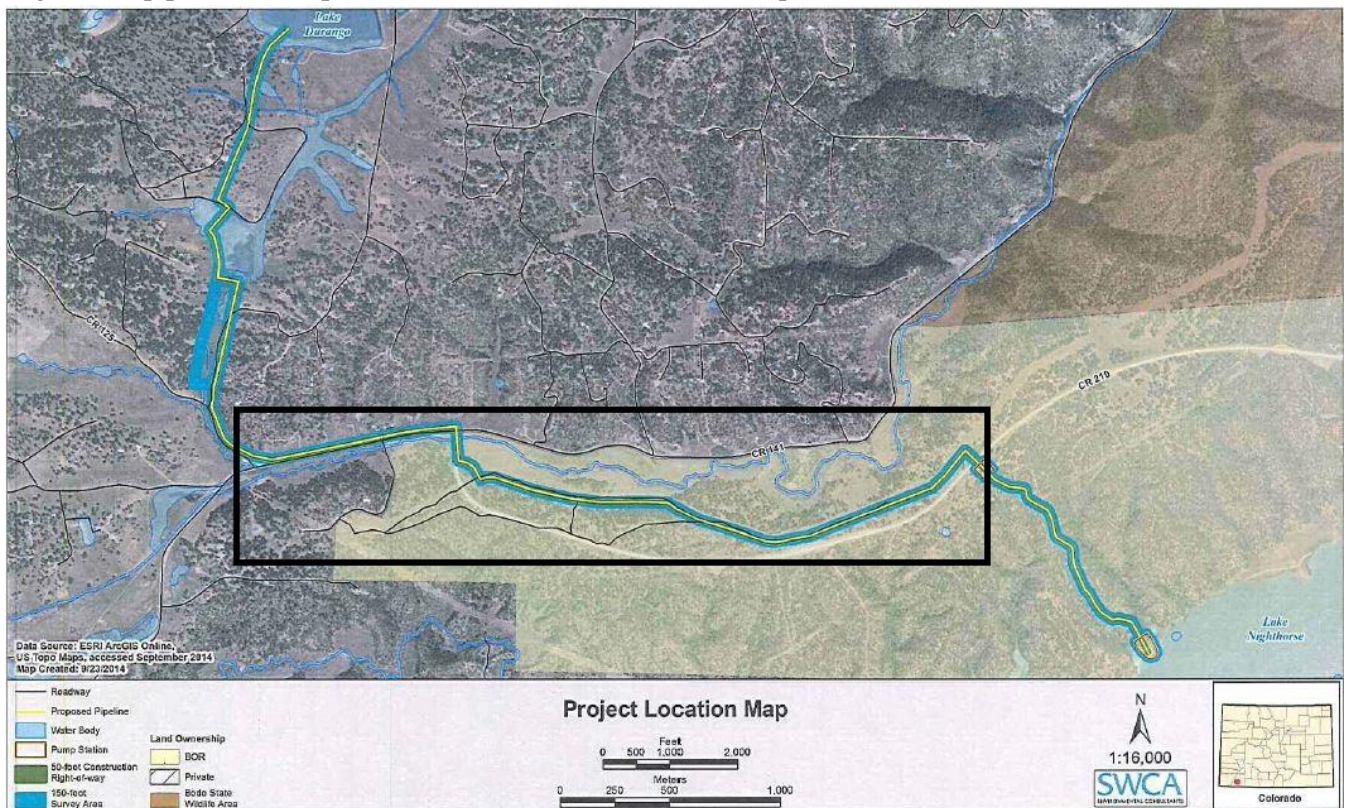 Lake
Durango
CR 125
CR 141
CR 210
Lake
Nighthorse
Data Source: ESRI ArcGIS Online,
US Topo Maps, accessed September 2014
Map Created: 9/23/2014
Roadway
Proposed Pipeline
Water Body
Pump Station
50-foot Construction
Right-of-way
150-foot
Survey Area
Land Ownership
BOR
Private
Bodo State
Wildlife Area
Project Location Map
Feet
0 500 1,000 2,000
Meters
0 250 500 1,000
N
1:16,000
SWCA
ENVIRONMENTAL CONSULTANTS
Colorado